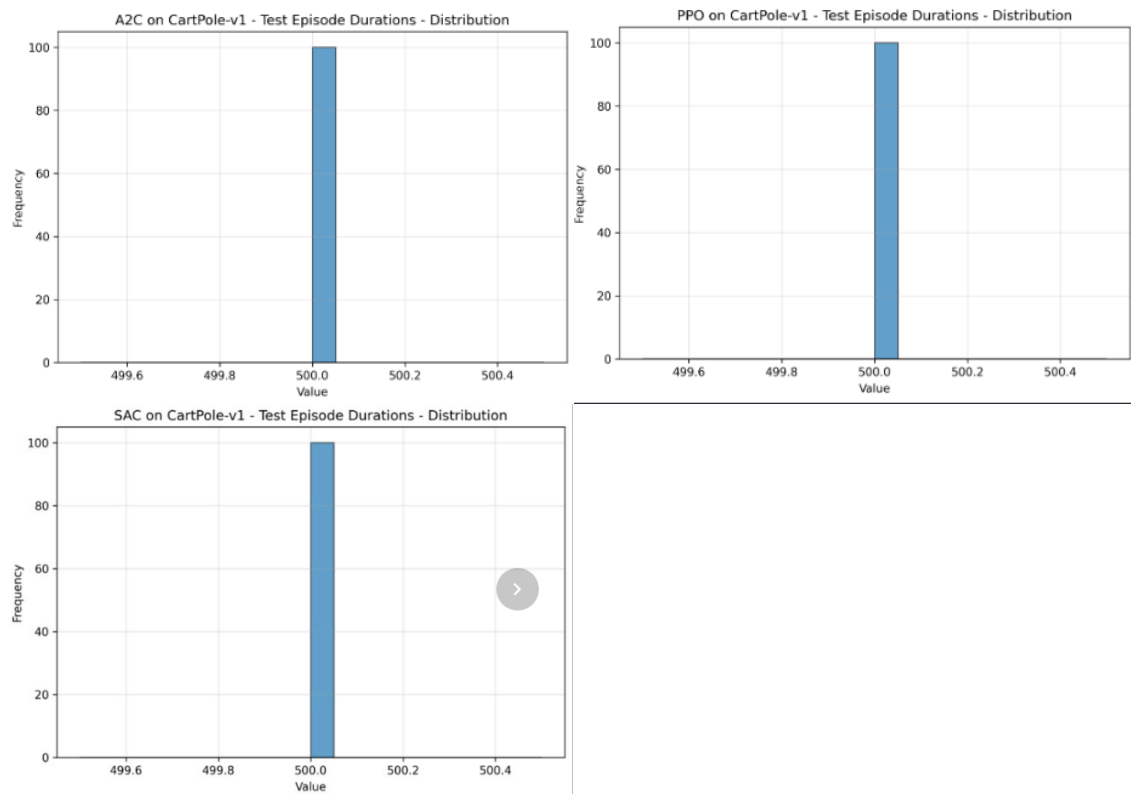 A2C on CartPole-v1 - Test Episode Durations - Distribution
100
80
60
40
20
0
Frequency
499.6 499.8 500.0 500.2 500.4
Value
PPO on CartPole-v1 - Test Episode Durations - Distribution
100
80
60
40
20
0
Frequency
499.6 499.8 500.0 500.2 500.4
Value
SAC on CartPole-v1 - Test Episode Durations - Distribution
100
80
60
40
20
0
Frequency
499.6 499.8 500.0 500.2 500.4
Value